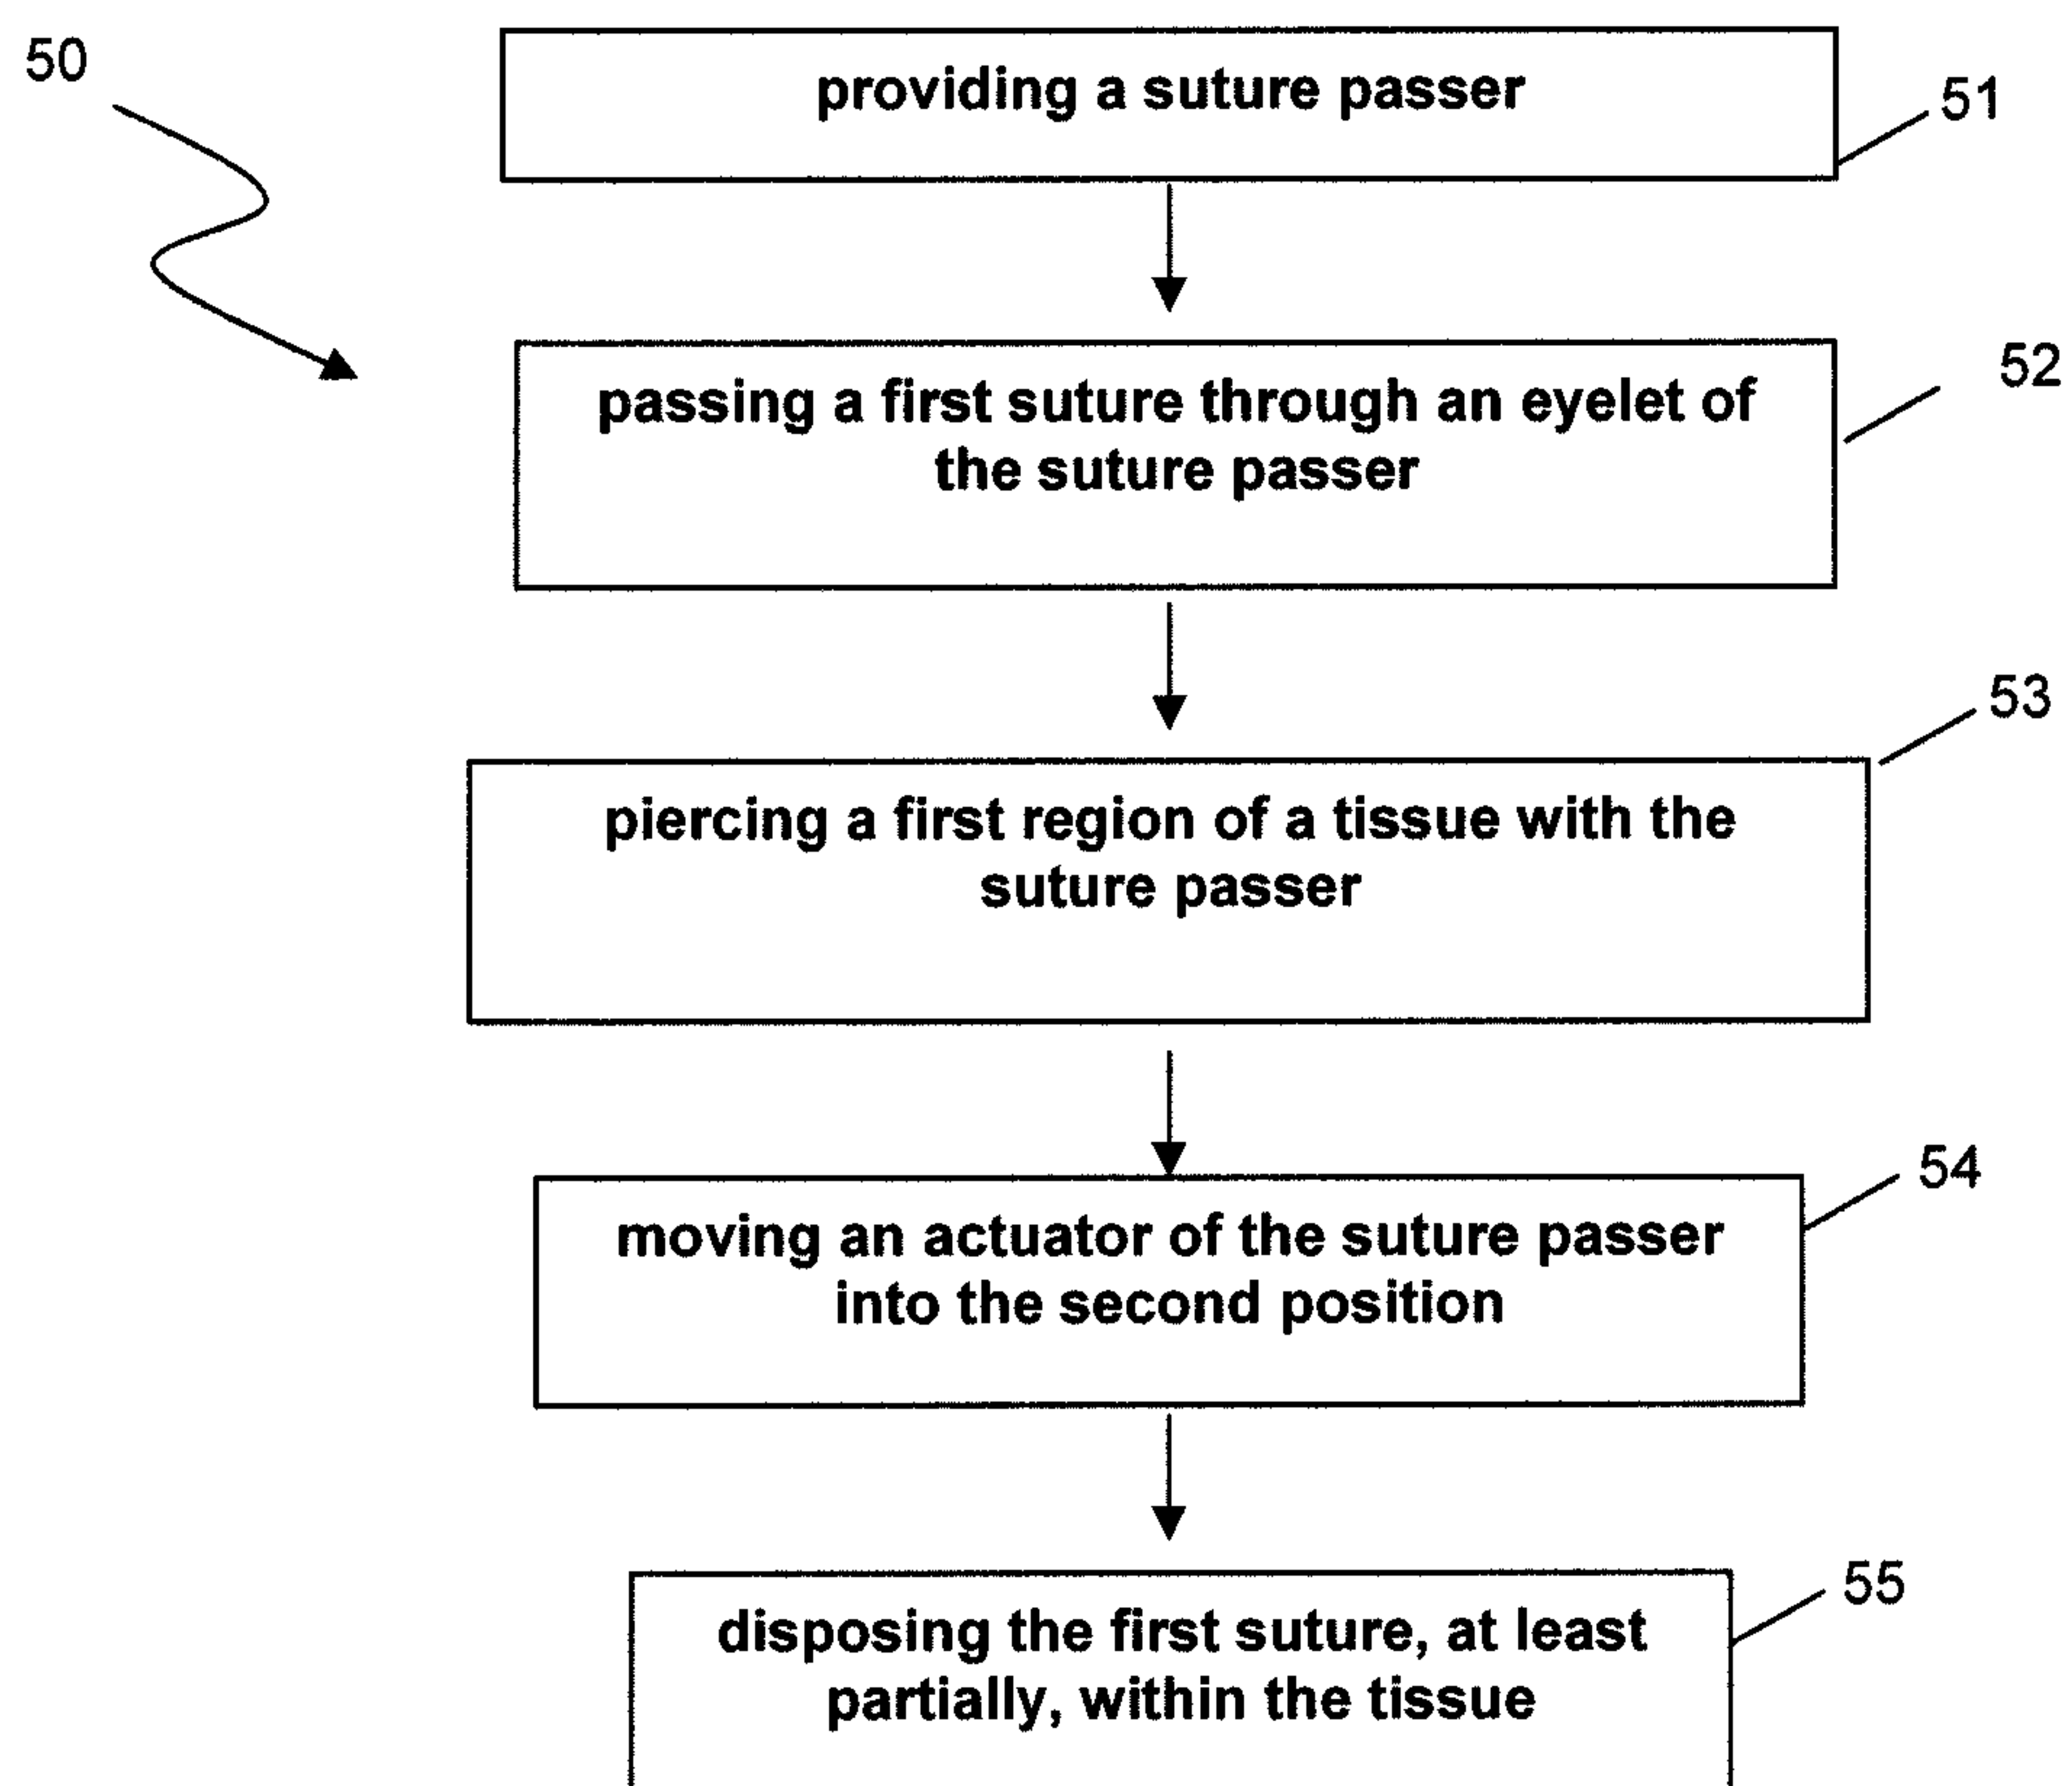 50
providing a suture passer
51
passing a first suture through an eyelet of
the suture passer
52
piercing a first region of a tissue with the
suture passer
53
moving an actuator of the suture passer
into the second position
54
disposing the first suture, at least
partially, within the tissue
55